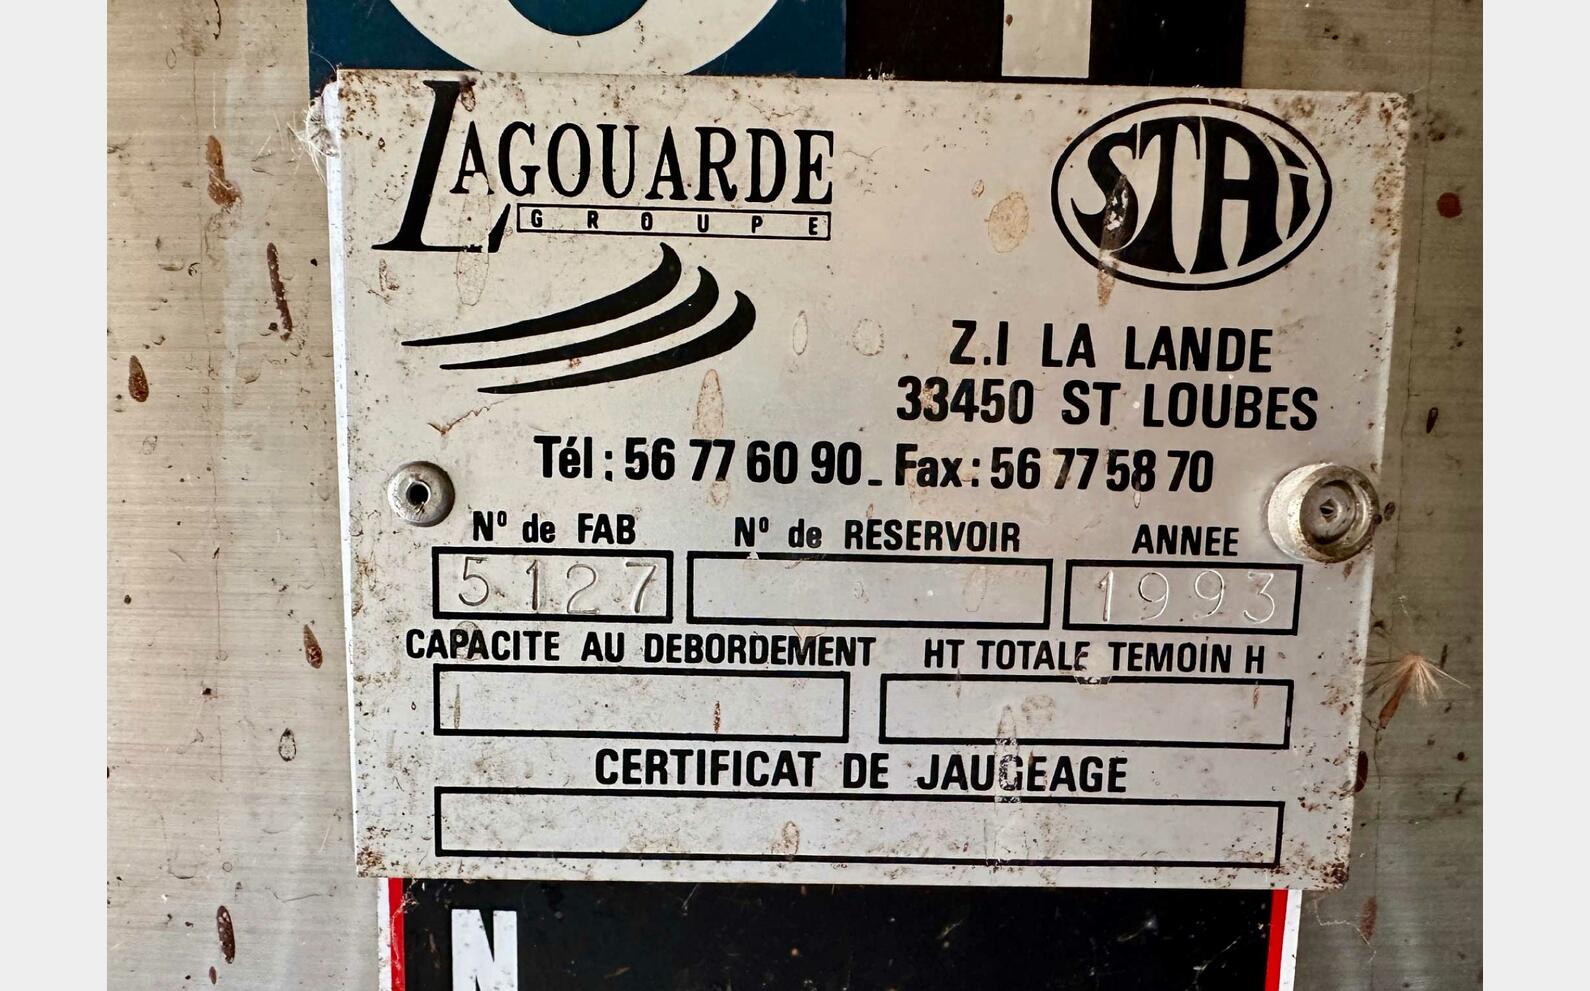 LAGOUARDE
GROUPE
STAi
Z.I LA LANDE
33450 ST LOUBES
Tél : 56 77 60 90 - Fax : 56 77 58 70
N° de FAB N° de RESERVOIR ANNEE
5127 1993
CAPACITE AU DEBORDEMENT HT TOTALE TEMOIN H
CERTIFICAT DE JAUGEAGE
N